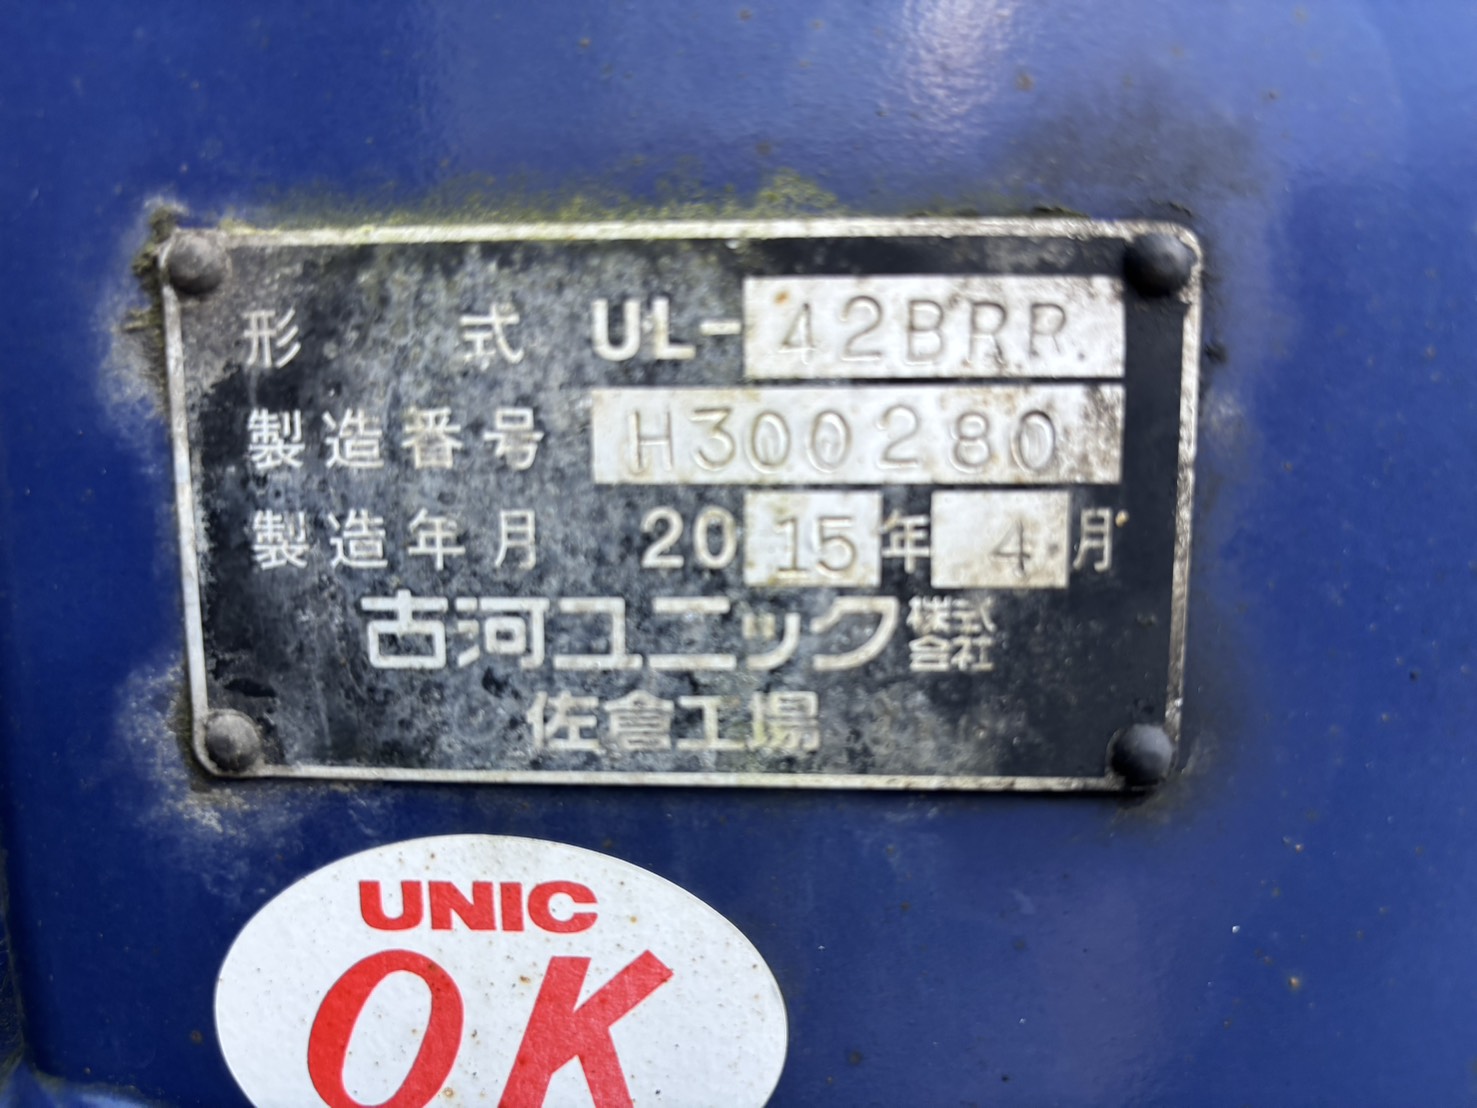 形式 UL-42BRR
製造番号 H300280
製造年月 2015年4月
古河ユニック株式会社
佐倉工場
UNIC
OK